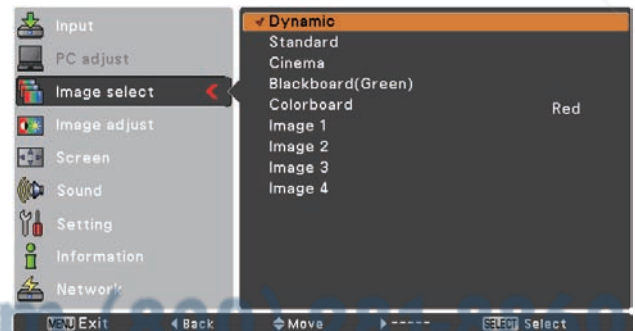 Input
PC adjust
Image select
Image adjust
Screen
Sound
Setting
Information
Network
✓ Dynamic
Standard
Cinema
Blackboard(Green)
Colorboard Red
Image 1
Image 2
Image 3
Image 4
MENU Exit ◀ Back Move ▶ ----- SELECT Select